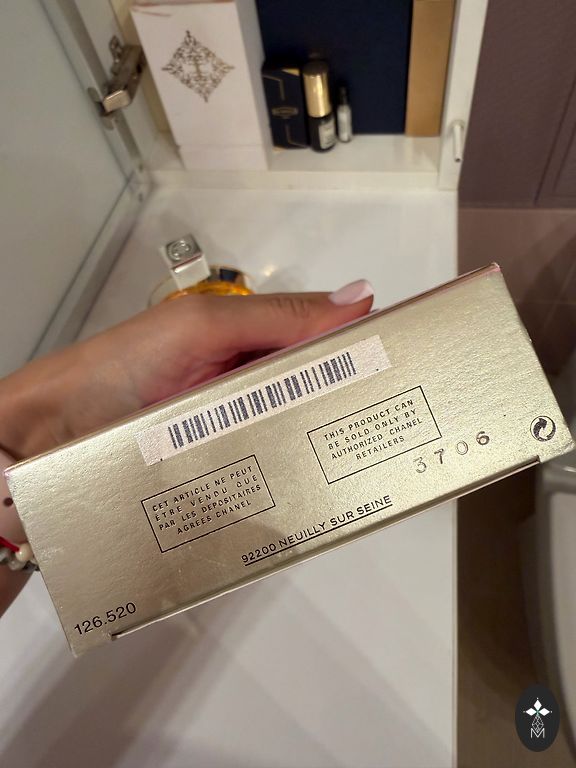 CET ARTICLE NE PEUT
ÊTRE VENDU QUE
PAR LES DEPOSITAIRES
AGREES CHANEL
THIS PRODUCT CAN
BE SOLD ONLY BY
AUTHORIZED CHANEL
RETAILERS
3706
92200 NEUILLY SUR SEINE
126.520
M